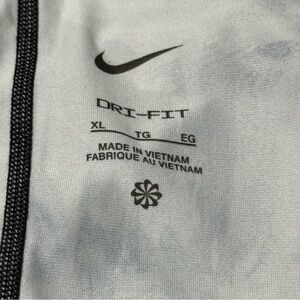 DRI-FIT
XL TG EG
MADE IN VIETNAM
FABRIQUE AU VIETNAM